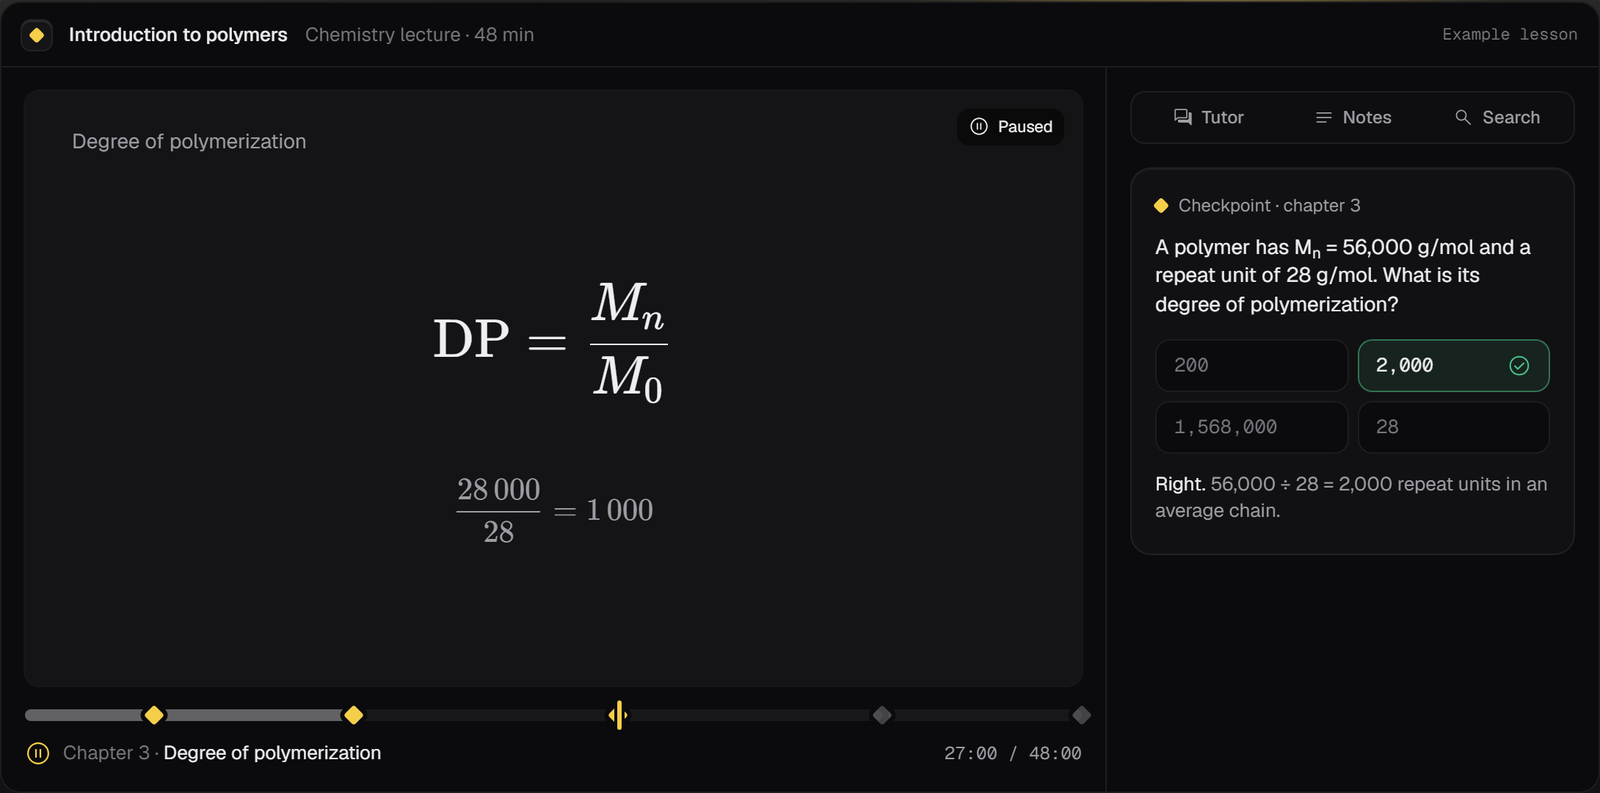 Introduction to polymers Chemistry lecture · 48 min
Example lesson
Degree of polymerization
Paused
DP = Mₙ / M₀
28 000 / 28 = 1 000
Chapter 3 · Degree of polymerization
27:00 / 48:00
Tutor
Notes
Search
Checkpoint · chapter 3
A polymer has Mₙ = 56,000 g/mol and a
repeat unit of 28 g/mol. What is its
degree of polymerization?
200
2,000
1,568,000
28
Right. 56,000 ÷ 28 = 2,000 repeat units in an
average chain.